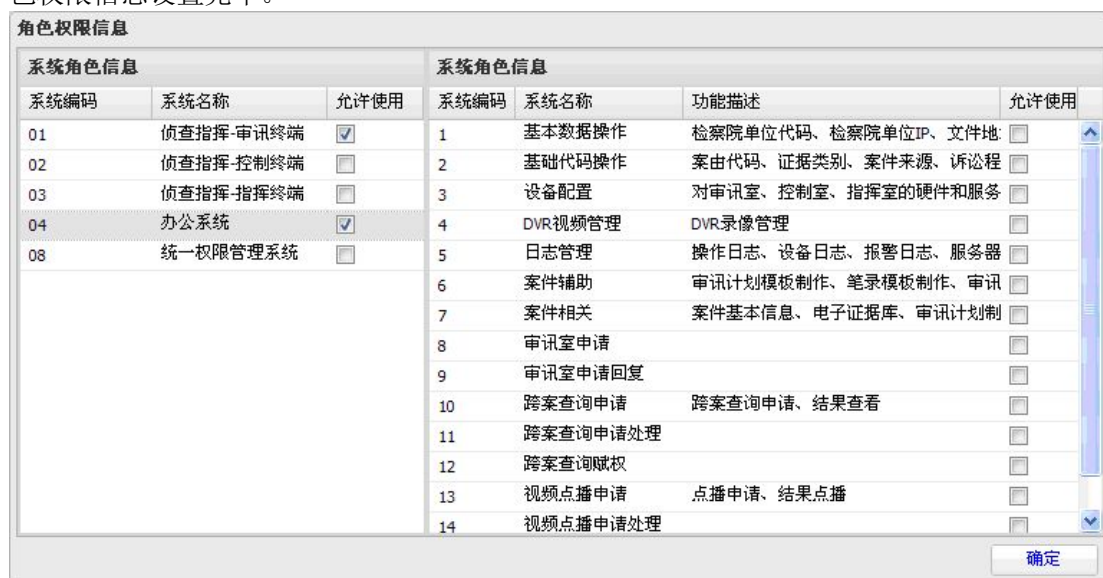 角色权限信息
系统角色信息
系统编码 系统名称 允许使用
01 侦查指挥-审讯终端
02 侦查指挥-控制终端
03 侦查指挥-指挥终端
04 办公系统
08 统一权限管理系统
系统角色信息
系统编码 系统名称 功能描述 允许使用
1 基本数据操作 检察院单位代码、检察院单位IP、文件地
2 基础代码操作 案由代码、证据类别、案件来源、诉讼程
3 设备配置 对审讯室、控制室、指挥室的硬件和服务
4 DVR视频管理 DVR录像管理
5 日志管理 操作日志、设备日志、报警日志、服务器
6 案件辅助 审讯计划模板制作、笔录模板制作、审讯
7 案件相关 案件基本信息、电子证据库、审讯计划制
8 审讯室申请
9 审讯室申请回复
10 跨案查询申请 跨案查询申请、结果查看
11 跨案查询申请处理
12 跨案查询赋权
13 视频点播申请 点播申请、结果点播
14 视频点播申请处理
确定